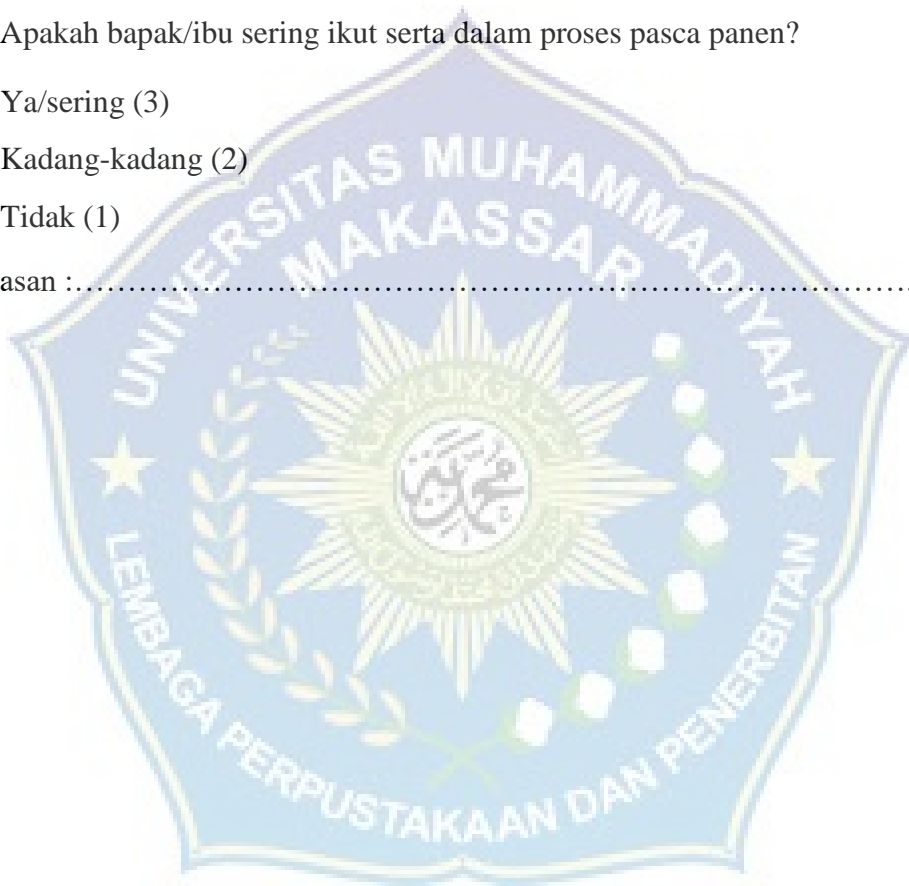 Apakah bapak/ibu sering ikut serta dalam proses pasca panen?
Ya/sering (3)
Kadang-kadang (2)
Tidak (1)
asan :……………………………………………………………………
UNIVERSITAS MUHAMMADIYAH
MAKASSAR
LEMBAGA PERPUSTAKAAN DAN PENERBITAN